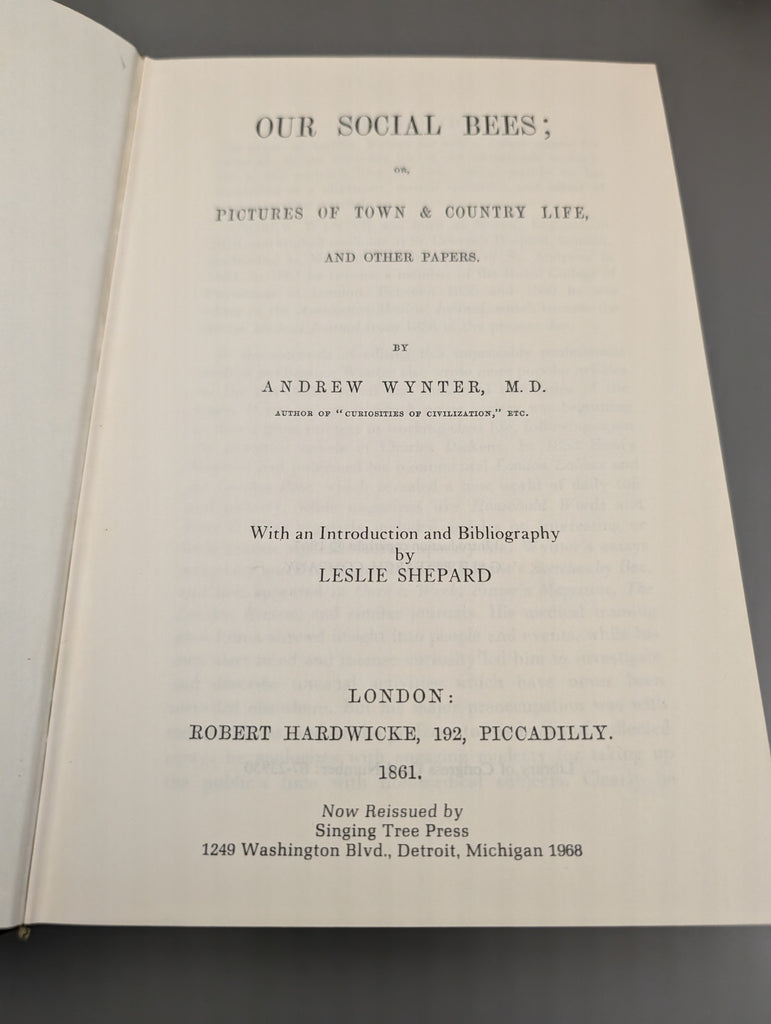 OUR SOCIAL BEES;
OR,
PICTURES OF TOWN & COUNTRY LIFE,
AND OTHER PAPERS.
BY
ANDREW WYNTER, M.D.
AUTHOR OF "CURIOSITIES OF CIVILIZATION," ETC.
With an Introduction and Bibliography
by
LESLIE SHEPARD
LONDON:
ROBERT HARDWICKE, 192, PICCADILLY.
1861.
Now Reissued by
Singing Tree Press
1249 Washington Blvd., Detroit, Michigan 1968